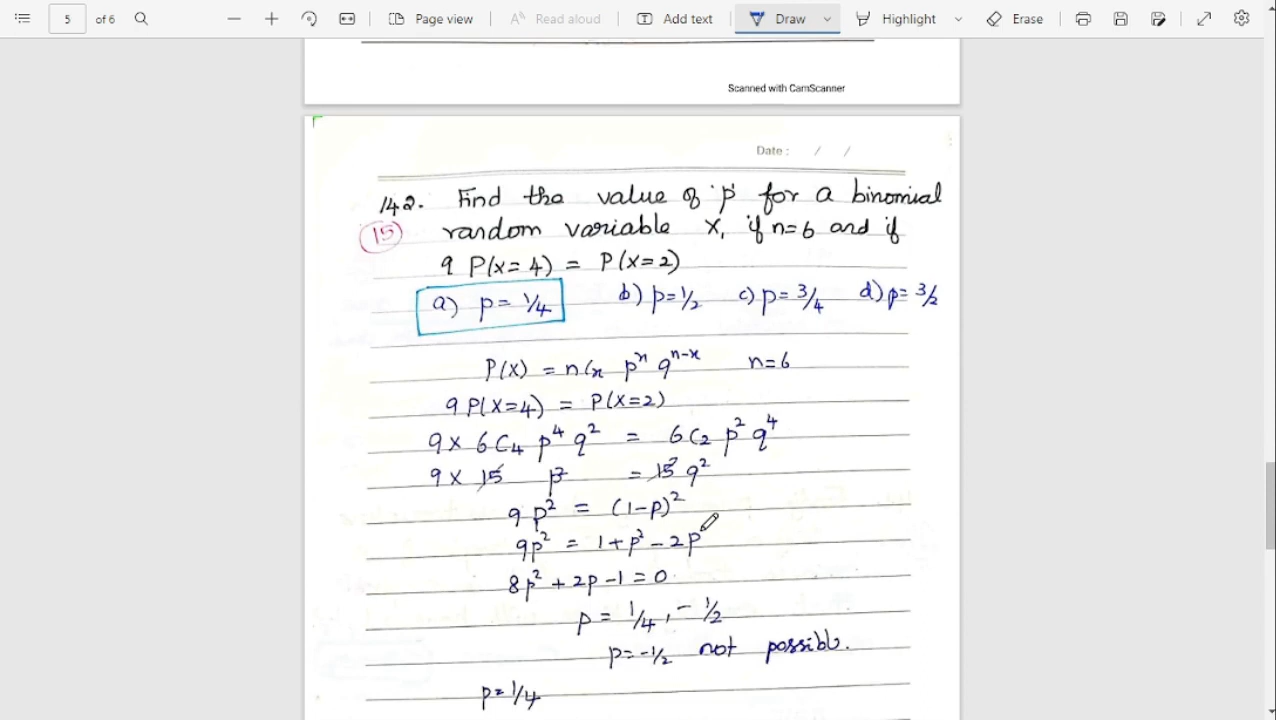 5 of 6 Page view Read aloud Add text Draw Highlight Erase
Scanned with CamScanner
Date : / /
142. Find the value of 'p' for a binomial
15 random variable X, if n=6 and if
9 P(x=4) = P(x=2)
a) p = 1/4 b) p=1/2 c) p=3/4 d) p=3/2
P(X) = nCx p^x q^n-x n=6
9 P(X=4) = P(X=2)
9 × 6C4 p^4 q^2 = 6C2 p^2 q^4
9 × 15 p^2 = 15 q^2
9p^2 = (1-p)^2
9p^2 = 1+p^2-2p
8p^2+2p-1=0
p = 1/4, -1/2
p=-1/2 not possible.
p=1/4